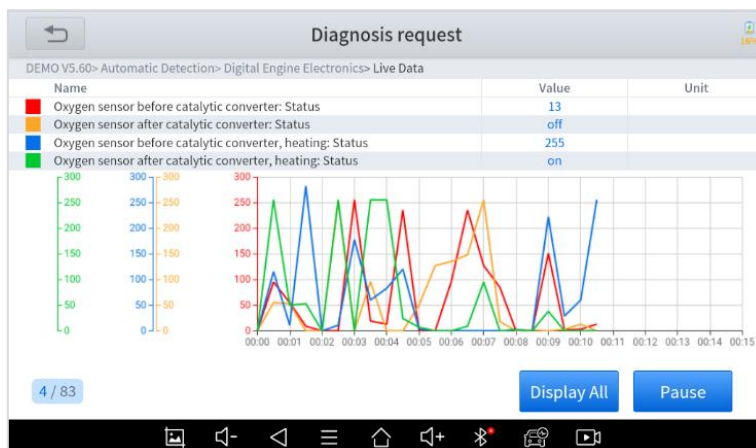 Diagnosis request
16%
DEMO V5.60> Automatic Detection> Digital Engine Electronics> Live Data
Name Value Unit
Oxygen sensor before catalytic converter: Status 13
Oxygen sensor after catalytic converter: Status off
Oxygen sensor before catalytic converter, heating: Status 255
Oxygen sensor after catalytic converter, heating: Status on
300 300 300 300
250 250 250 250
200 200 200 200
150 150 150 150
100 100 100 100
50 50 50 50
0 0 0 0
00:00 00:01 00:02 00:03 00:04 00:05 00:06 00:07 00:08 00:09 00:10 00:11 00:12 00:13 00:14 00:15
4 / 83 Display All Pause